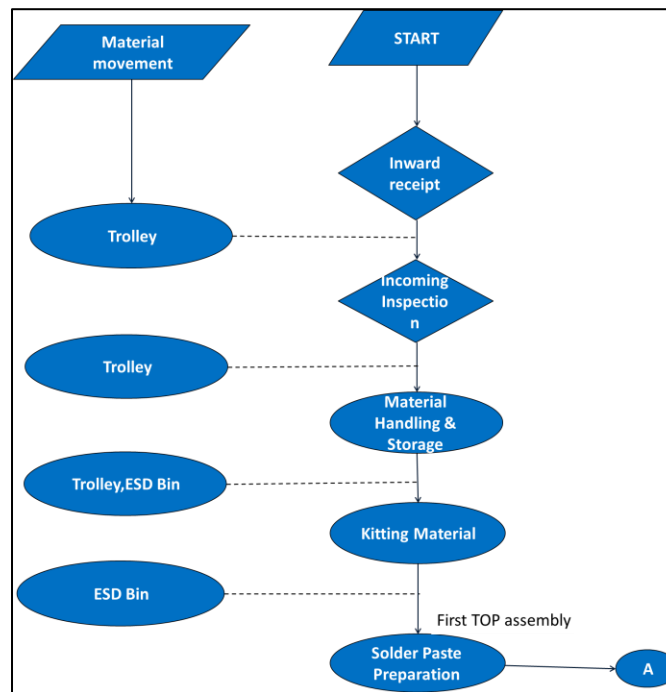 Material
movement
START
Inward
receipt
Trolley
Incoming
Inspectio
n
Trolley
Material
Handling &
Storage
Trolley,ESD Bin
Kitting Material
ESD Bin
First TOP assembly
Solder Paste
Preparation
A